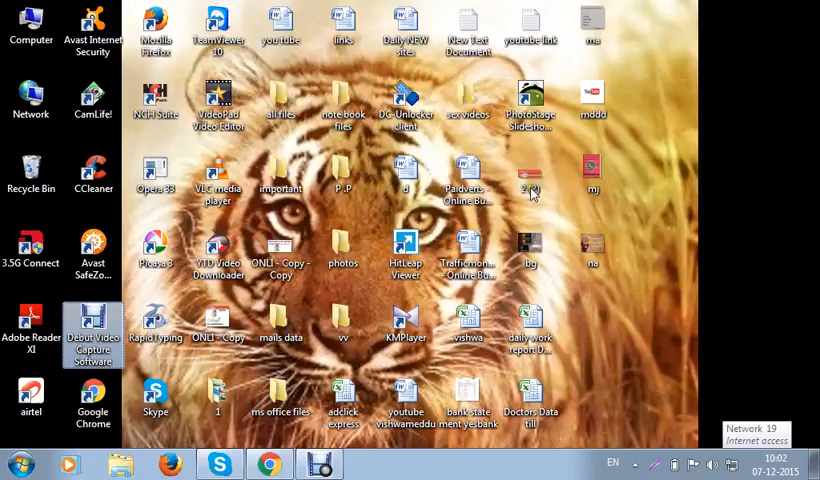 Computer
Avast Internet
Security
Mozilla
Firefox
TeamViewer
10
you tube
links
Daily NEW
sites
New Text
Document
youtube link
ma
Network
CamLife!
NCH Suite
VideoPad
Video Editor
all files
note book
files
DC-Unlocker
client
sex videos
PhotoStage
Slidesho...
mddd
Recycle Bin
CCleaner
Opera 33
VLC media
player
important
P .P
d
Paidverts -
Online Bu...
mj
3.5G Connect
Avast
SafeZo...
Picasa 3
YTD Video
Downloader
ONLI - Copy -
Copy
photos
HitLeap
Viewer
Trafficmon...
- Online Bu...
bg
na
Adobe Reader
XI
Debut Video
Capture
Software
RapidTyping
ONLI - Copy
mails data
vv
KMPlayer
vishwa
daily work
report D...
airtel
Google
Chrome
Skype
1
ms office files
adclick
express
youtube
vishwameddu
bank state
ment yesbank
Doctors Data
till
Network 19
Internet access
EN
10:02
07-12-2015